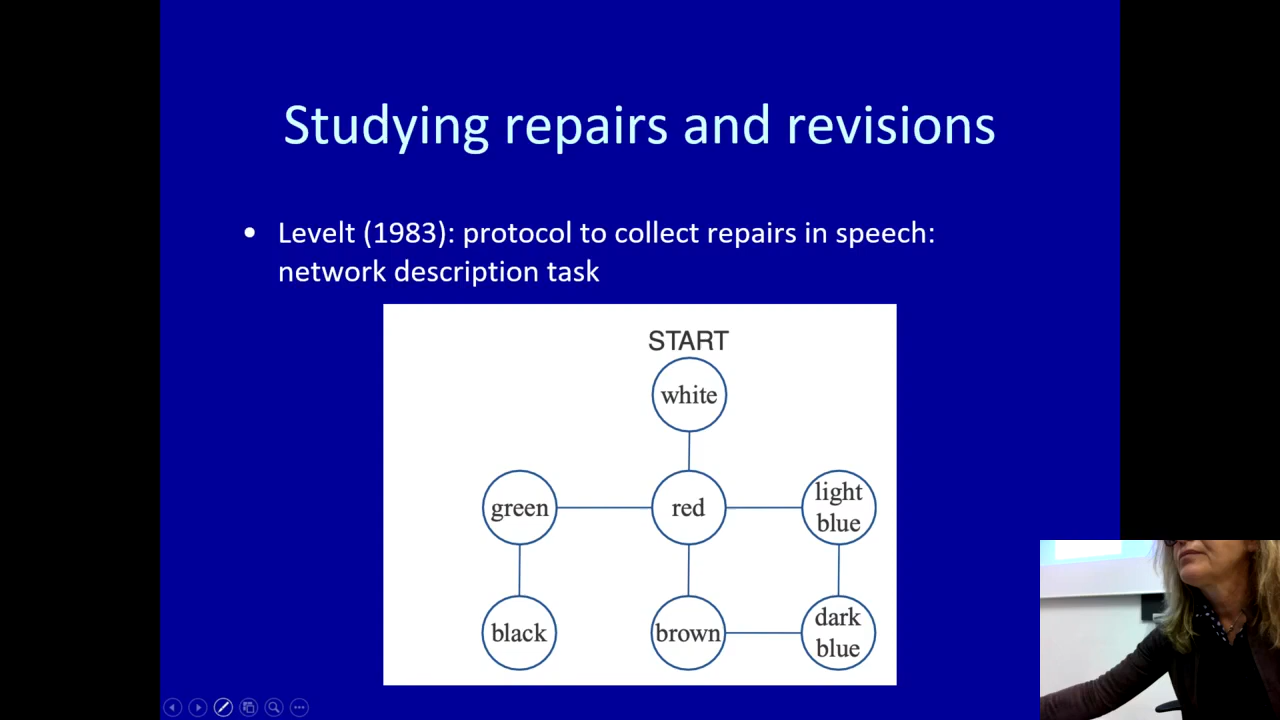 Studying repairs and revisions
• Levelt (1983): protocol to collect repairs in speech:
network description task
START
white
green
red
light
blue
black
brown
dark
blue